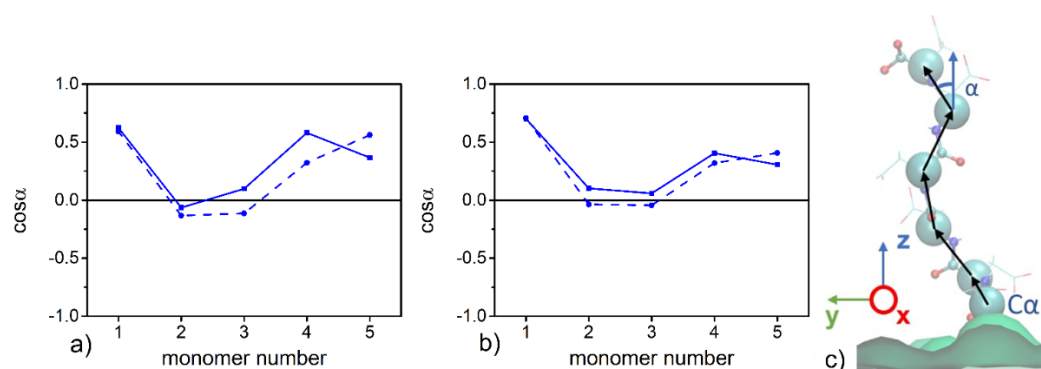 cosα
1.0
0.5
0.0
-0.5
-1.0
1 2 3 4 5
monomer number
a)
cosα
1.0
0.5
0.0
-0.5
-1.0
1 2 3 4 5
monomer number
b)
α
z
y
x
Cα
c)